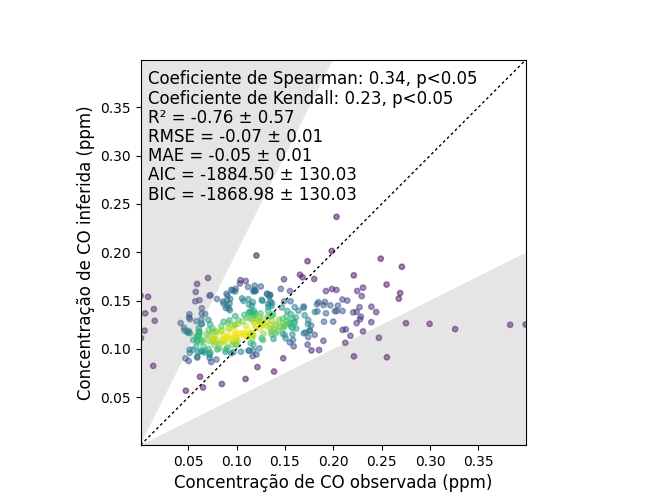 Coeficiente de Spearman: 0.34, p<0.05
Coeficiente de Kendall: 0.23, p<0.05
R² = -0.76 ± 0.57
RMSE = -0.07 ± 0.01
MAE = -0.05 ± 0.01
AIC = -1884.50 ± 130.03
BIC = -1868.98 ± 130.03
Concentração de CO inferida (ppm)
0.35
0.30
0.25
0.20
0.15
0.10
0.05
0.05 0.10 0.15 0.20 0.25 0.30 0.35
Concentração de CO observada (ppm)